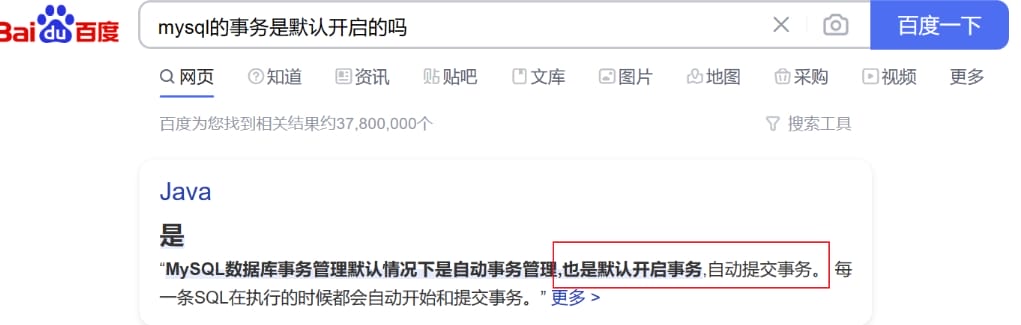 Bai du 百度 mysql的事务是默认开启的吗 百度一下
网页 知道 资讯 贴 贴吧 文库 图片 地图 采购 视频 更多
百度为您找到相关结果约37,800,000个 搜索工具
Java
是
“MySQL数据库事务管理默认情况下是自动事务管理,也是默认开启事务,自动提交事务。 每
一条SQL在执行的时候都会自动开始和提交事务。” 更多 >